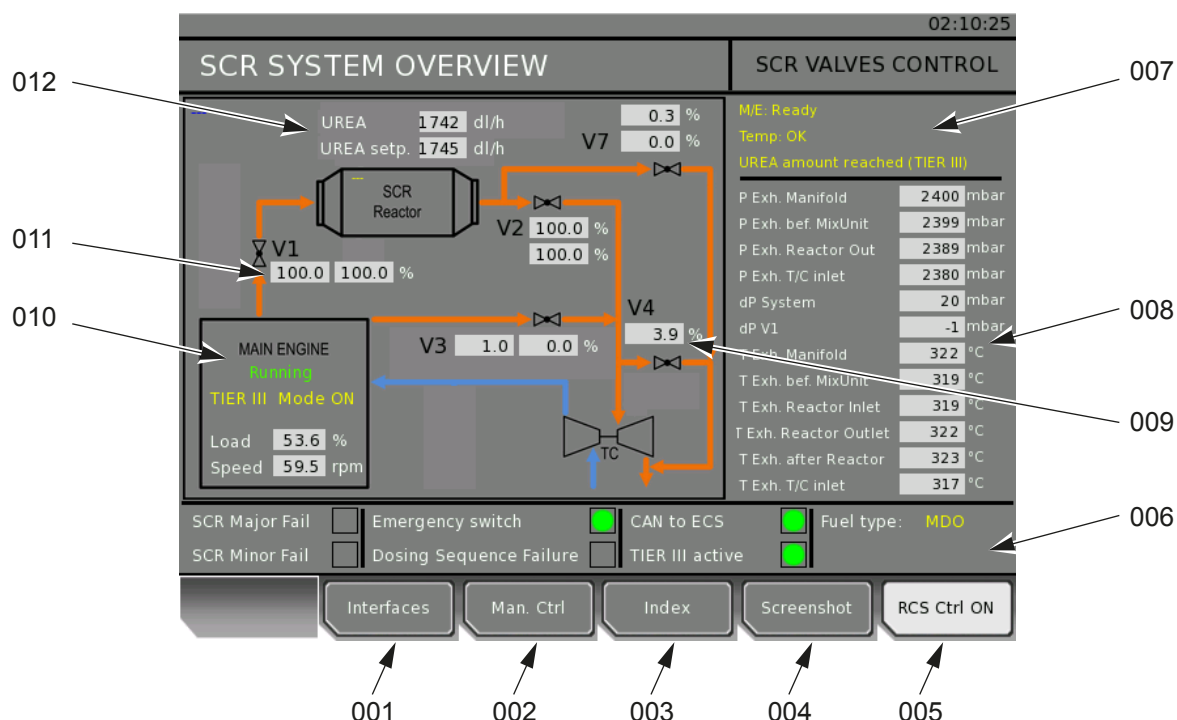 02:10:25
SCR SYSTEM OVERVIEW
SCR VALVES CONTROL
012
007
UREA 1742 dl/h
UREA setp. 1745 dl/h
V7
0.3 %
0.0 %
M/E: Ready
Temp: OK
UREA amount reached (TIER III)
---
---
SCR
Reactor
V2
100.0 %
100.0 %
011
V1
100.0 100.0 %
010
MAIN ENGINE
Running
TIER III Mode ON
Load 53.6 %
Speed 59.5 rpm
V3 1.0 0.0 %
V4
3.9 %
TC
P Exh. Manifold 2400 mbar
P Exh. bef. MixUnit 2399 mbar
P Exh. Reactor Out 2389 mbar
P Exh. T/C inlet 2380 mbar
dP System 20 mbar
dP V1 -1 mbar
T Exh. Manifold 322 °C
T Exh. bef. MixUnit 319 °C
T Exh. Reactor Inlet 319 °C
T Exh. Reactor Outlet 322 °C
T Exh. after Reactor 323 °C
T Exh. T/C inlet 317 °C
008
009
006
SCR Major Fail
Emergency switch
CAN to ECS
Fuel type: MDO
SCR Minor Fail
Dosing Sequence Failure
TIER III active
Interfaces
Man. Ctrl
Index
Screenshot
RCS Ctrl ON
001
002
003
004
005